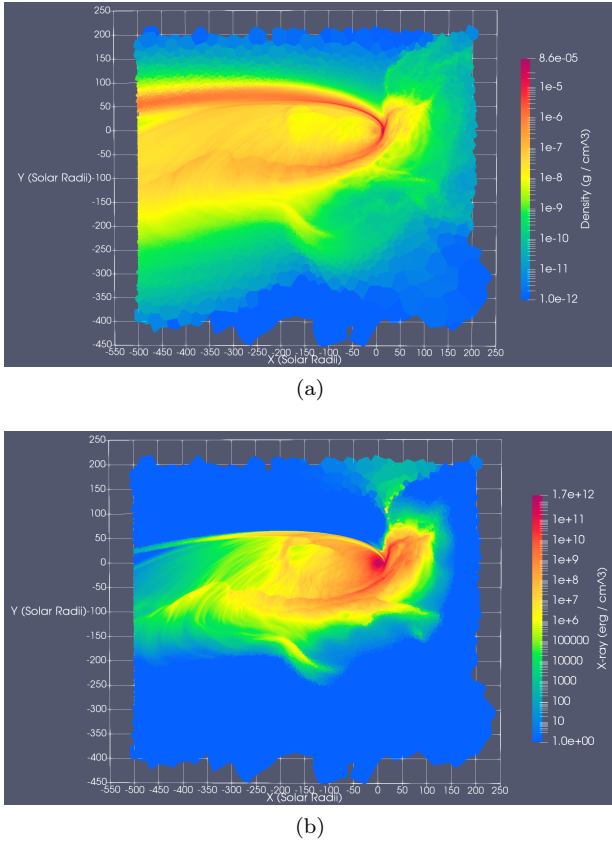 250
200
150
100
50
0
-50
Y (Solar Radii)-100
-150
-200
-250
-300
-350
-400
-450
-550 -500 -450 -400 -350 -300 -250 -200 -150 -100 -50 0 50 100 150 200 250
X (Solar Radii)
8.6e-05
1e-5
1e-6
1e-7
1e-8
1e-9
1e-10
1e-11
1.0e-12
Density (g / cm^3)
(a)
250
200
150
100
50
0
-50
Y (Solar Radii)-100
-150
-200
-250
-300
-350
-400
-450
-550 -500 -450 -400 -350 -300 -250 -200 -150 -100 -50 0 50 100 150 200 250
X (Solar Radii)
1.7e+12
1e+11
1e+10
1e+9
1e+8
1e+7
1e+6
100000
10000
1000
100
10
1.0e+00
X-ray (erg / cm^3)
(b)